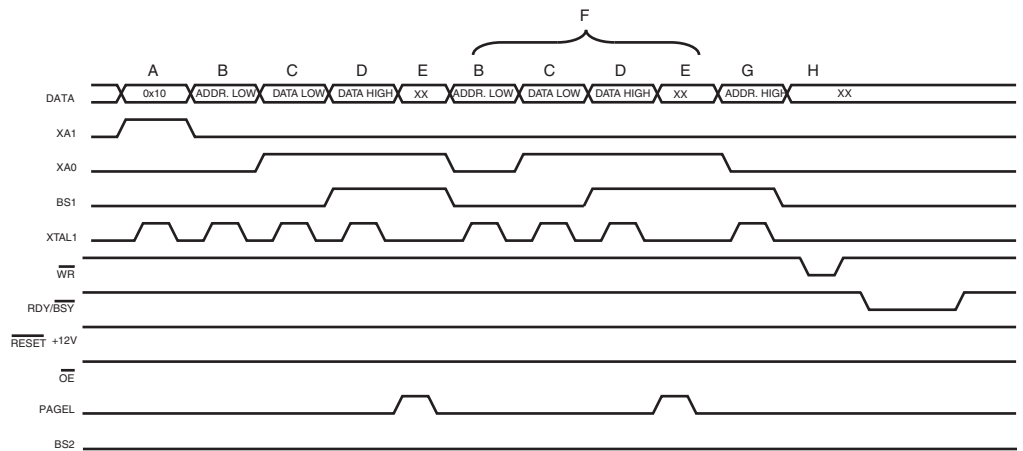 F
A B C D E B C D E G H
DATA 0x10 ADDR. LOW DATA LOW DATA HIGH XX ADDR. LOW DATA LOW DATA HIGH XX ADDR. HIGH XX
XA1
XA0
BS1
XTAL1
WR
RDY/BSY
RESET +12V
OE
PAGEL
BS2